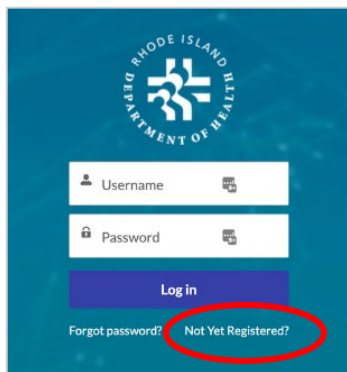 RHODE ISLAND
DEPARTMENT OF HEALTH
Username
Password
Log in
Forgot password? Not Yet Registered?